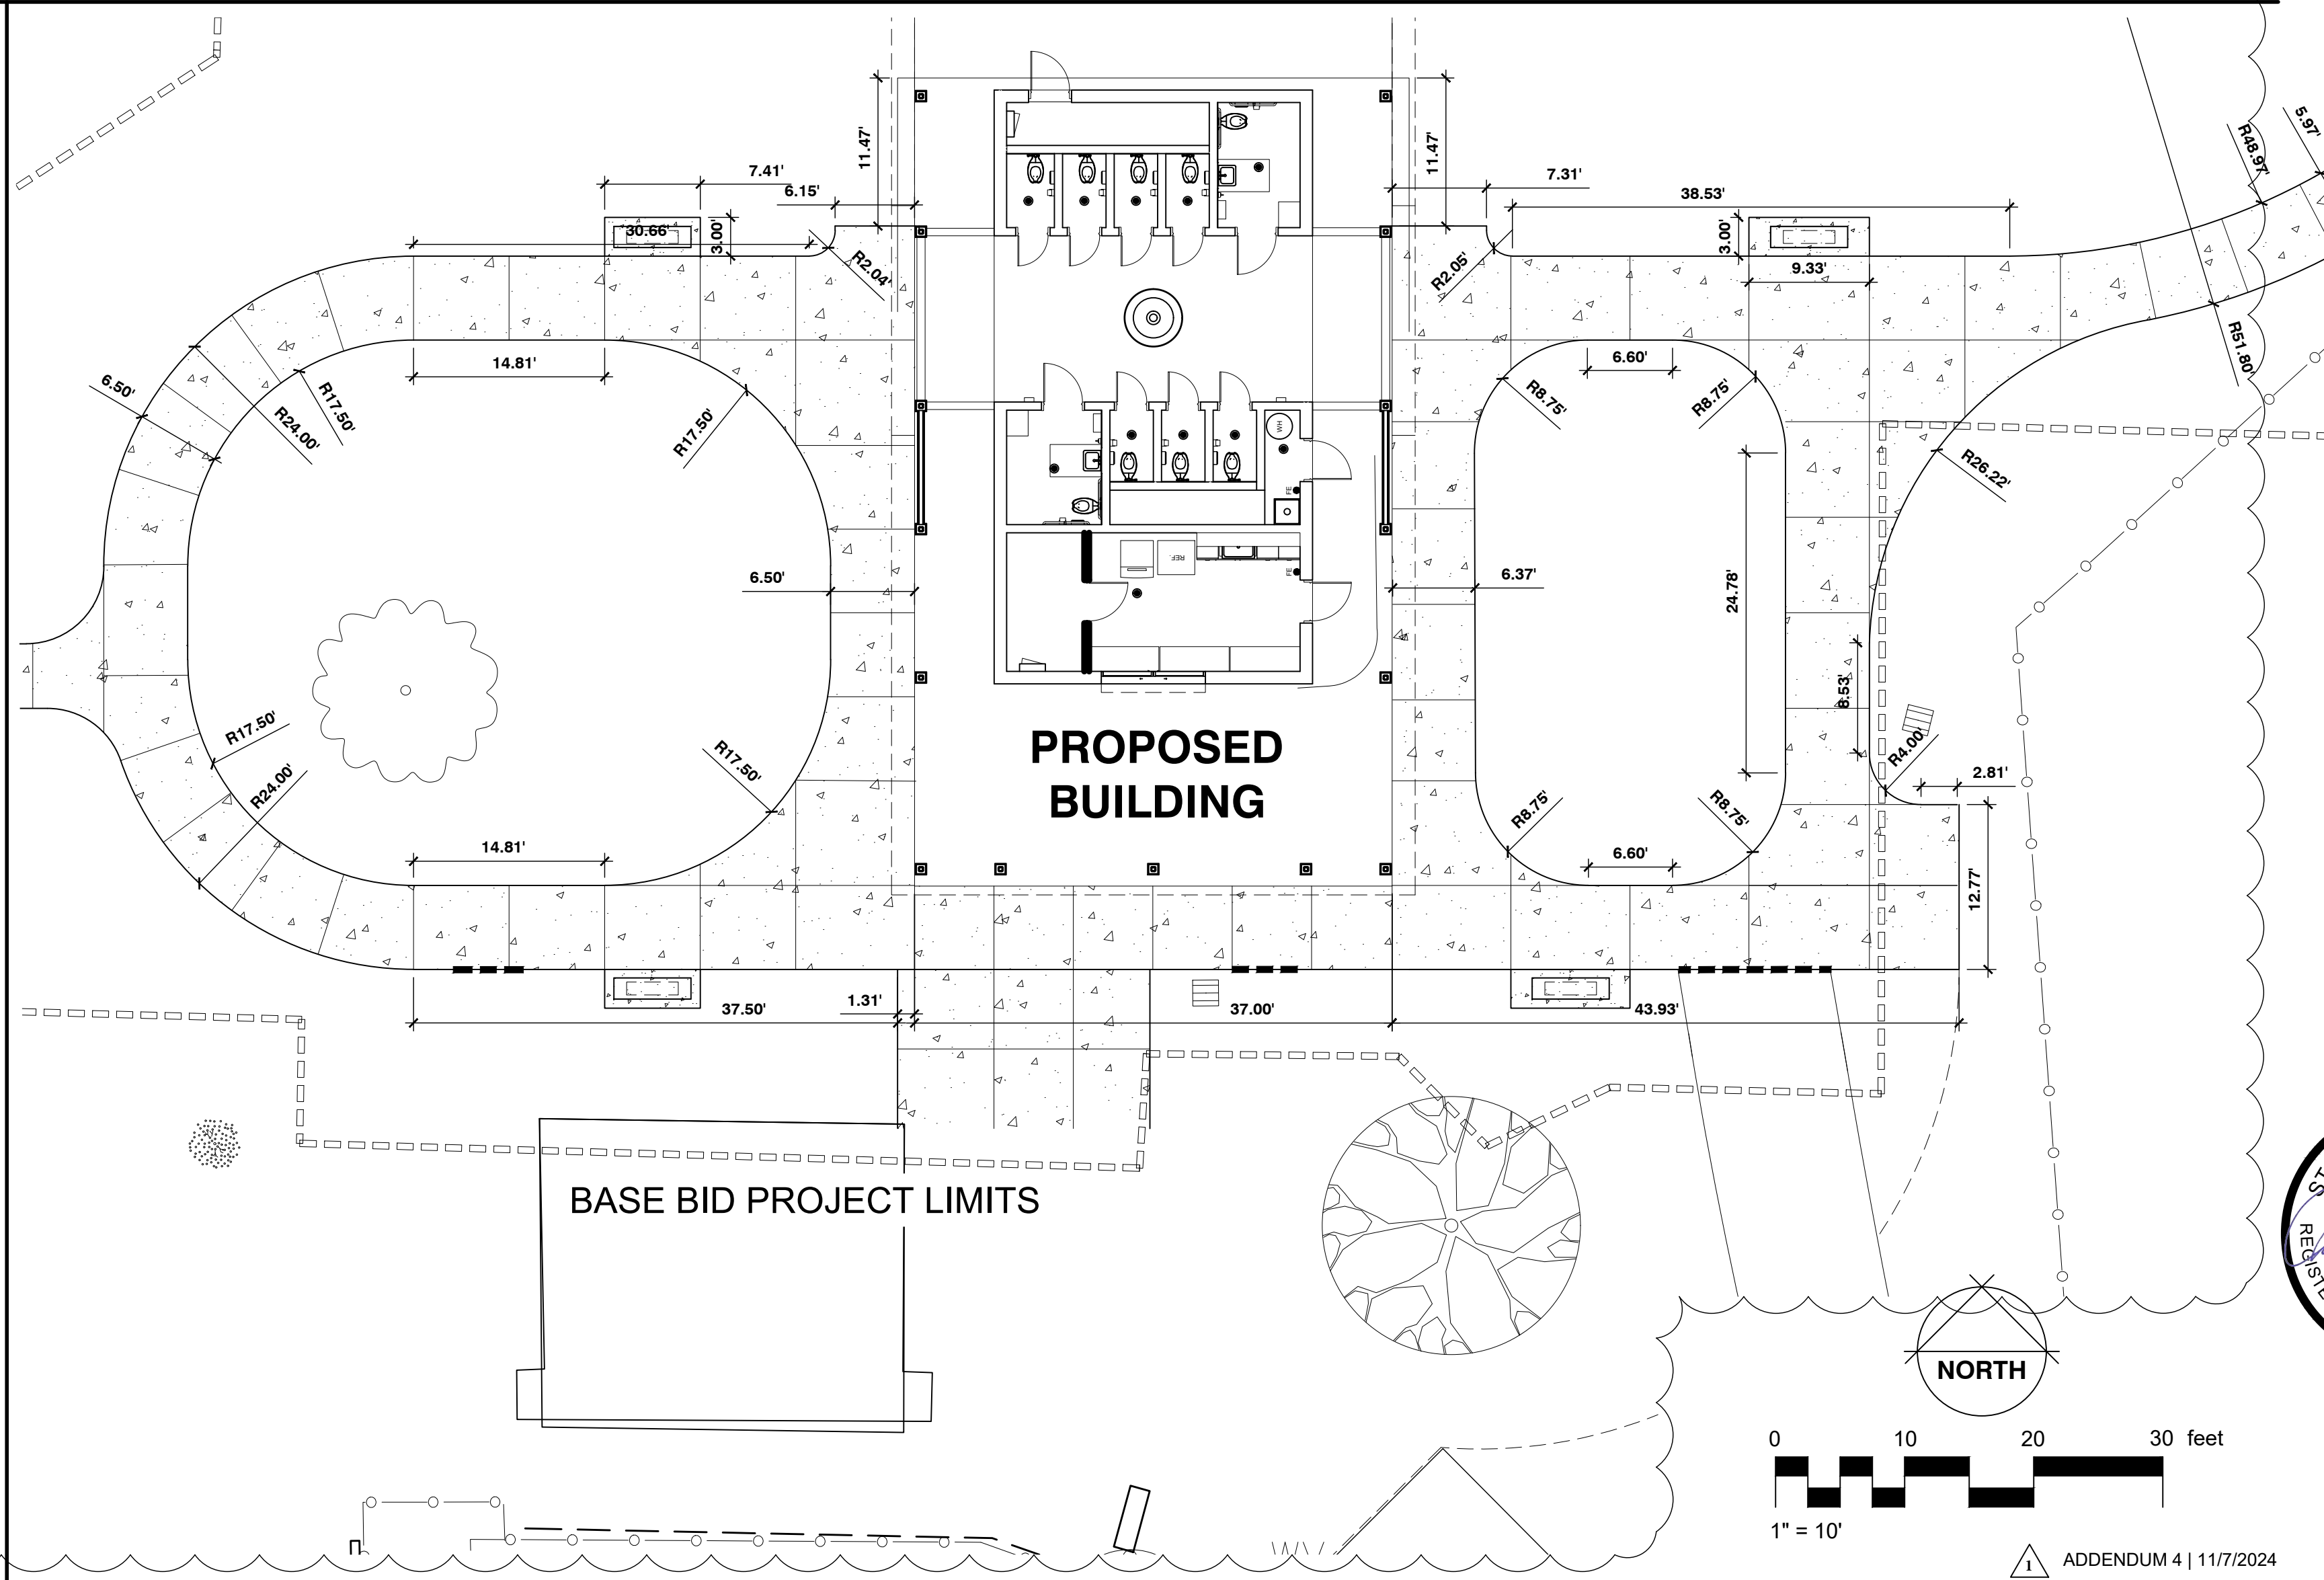 11.47'
11.47'
5.97'
R48.97'
7.41'
7.31'
6.15'
38.53'
30.66'
3.00'
3.00'
R2.04'
R2.05'
9.33'
R51.80'
14.81'
6.60'
6.50'
R17.50'
R24.00'
R17.50'
R8.75'
R8.75'
WH
R26.22'
FE
REF.
FE
6.50'
6.37'
24.78'
8.53'
R17.50'
R17.50'
R24.00'
PROPOSED
BUILDING
R4.00'
2.81'
R8.75'
R8.75'
14.81'
6.60'
12.77'
37.50'
1.31'
37.00'
43.93'
BASE BID PROJECT LIMITS
NORTH
0 10 20 30 feet
1" = 10'
1 ADDENDUM 4 | 11/7/2024